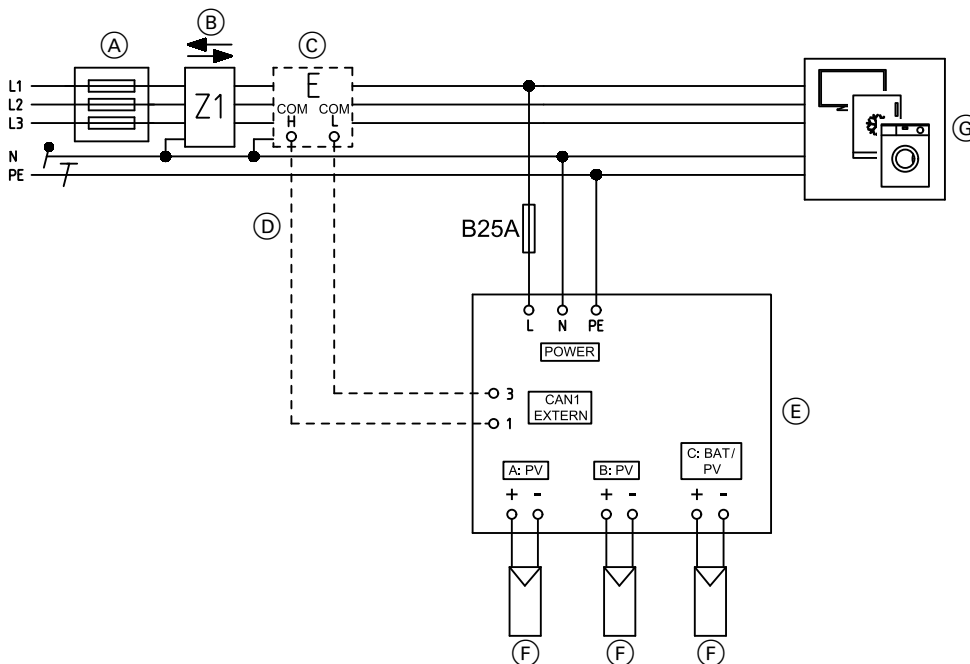 A
B
C
L1
L2
L3
N
PE
Z1
E
COM COM
H L
D
B25A
G
L N PE
POWER
3
1
CAN1
EXTERN
E
A: PV
B: PV
C: BAT/
PV
+ - + - + -
F F F